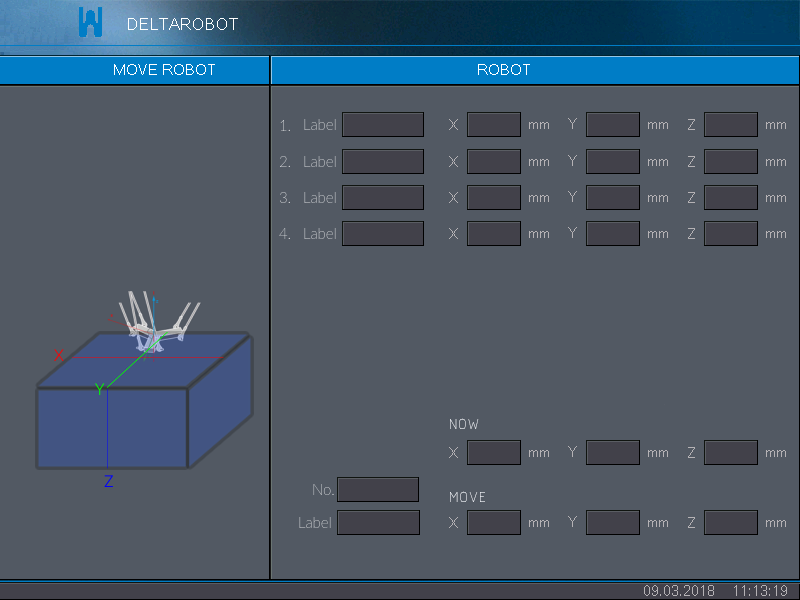 DELTAROBOT
MOVE ROBOT
ROBOT
1. Label X mm Y mm Z mm
2. Label X mm Y mm Z mm
3. Label X mm Y mm Z mm
4. Label X mm Y mm Z mm
X
X
Y
Z
NOW
X mm Y mm Z mm
No.
MOVE
Label X mm Y mm Z mm
09.03.2018 11:13:19